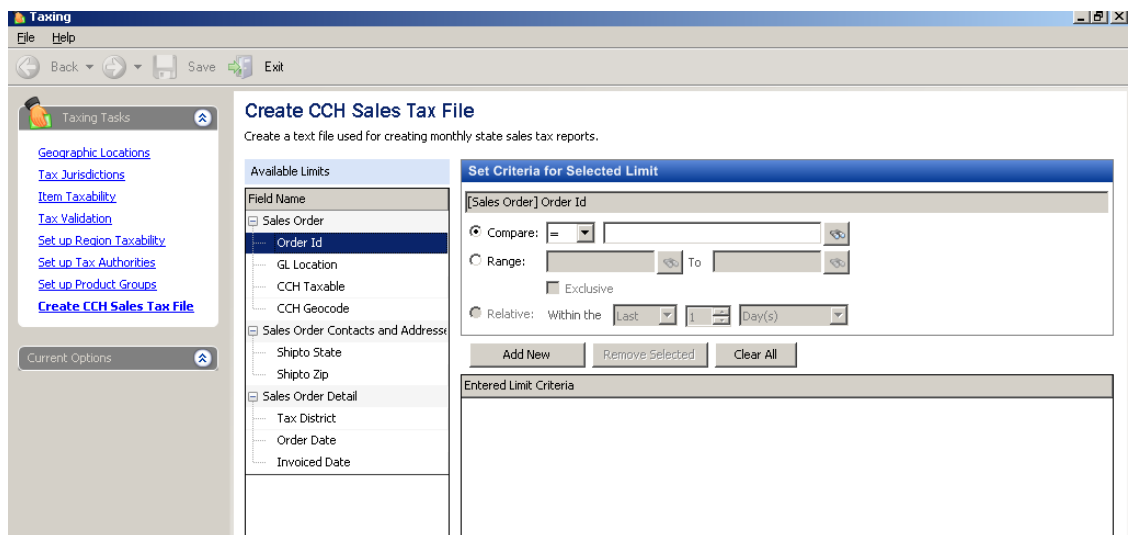 Taxing
File Help
Back Save Exit
Taxing Tasks
Geographic Locations
Tax Jurisdictions
Item Taxability
Tax Validation
Set up Region Taxability
Set up Tax Authorities
Set up Product Groups
Create CCH Sales Tax File
Current Options
Create CCH Sales Tax File
Create a text file used for creating monthly state sales tax reports.
Available Limits
Field Name
Sales Order
Order Id
GL Location
CCH Taxable
CCH Geocode
Sales Order Contacts and Addresse
Shipto State
Shipto Zip
Sales Order Detail
Tax District
Order Date
Invoiced Date
Set Criteria for Selected Limit
[Sales Order] Order Id
Compare: =
Range: To
Exclusive
Relative: Within the Last 1 Day(s)
Add New Remove Selected Clear All
Entered Limit Criteria